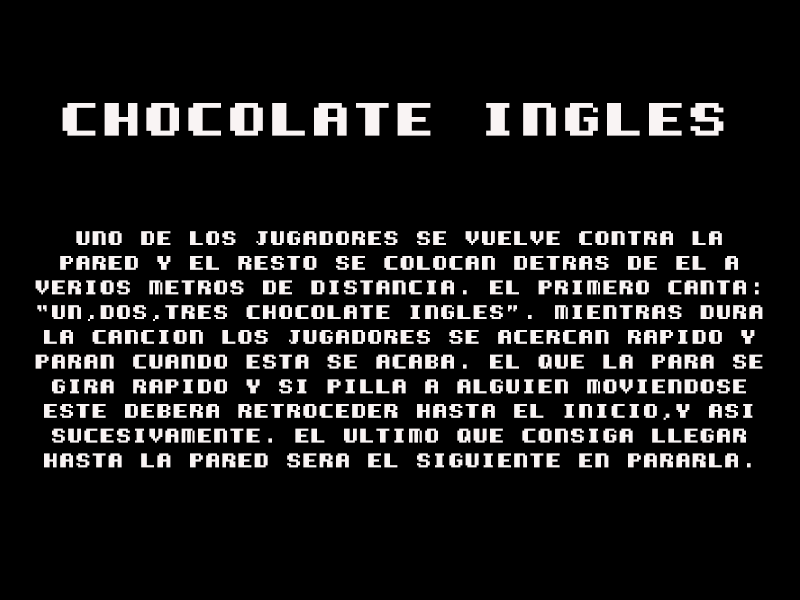 CHOCOLATE INGLES
UNO DE LOS JUGADORES SE VUELVE CONTRA LA
PARED Y EL RESTO SE COLOCAN DETRAS DE EL A
VERIOS METROS DE DISTANCIA. EL PRIMERO CANTA:
"UN,DOS,TRES CHOCOLATE INGLES". MIENTRAS DURA
LA CANCION LOS JUGADORES SE ACERCAN RAPIDO Y
PARAN CUANDO ESTA SE ACABA. EL QUE LA PARA SE
GIRA RAPIDO Y SI PILLA A ALGUIEN MOVIENDOSE
ESTE DEBERA RETROCEDER HASTA EL INICIO,Y ASI
SUCESIVAMENTE. EL ULTIMO QUE CONSIGA LLEGAR
HASTA LA PARED SERA EL SIGUIENTE EN PARARLA.